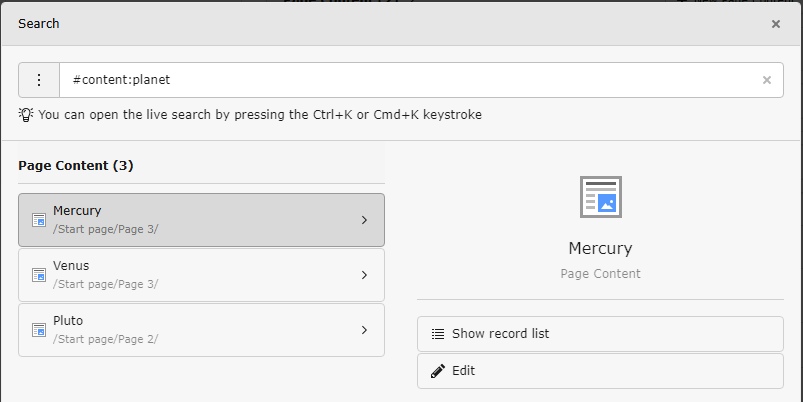 Search
#content:planet
You can open the live search by pressing the Ctrl+K or Cmd+K keystroke
Page Content (3)
Mercury
/Start page/Page 3/
Venus
/Start page/Page 3/
Pluto
/Start page/Page 2/
Mercury
Page Content
Show record list
Edit